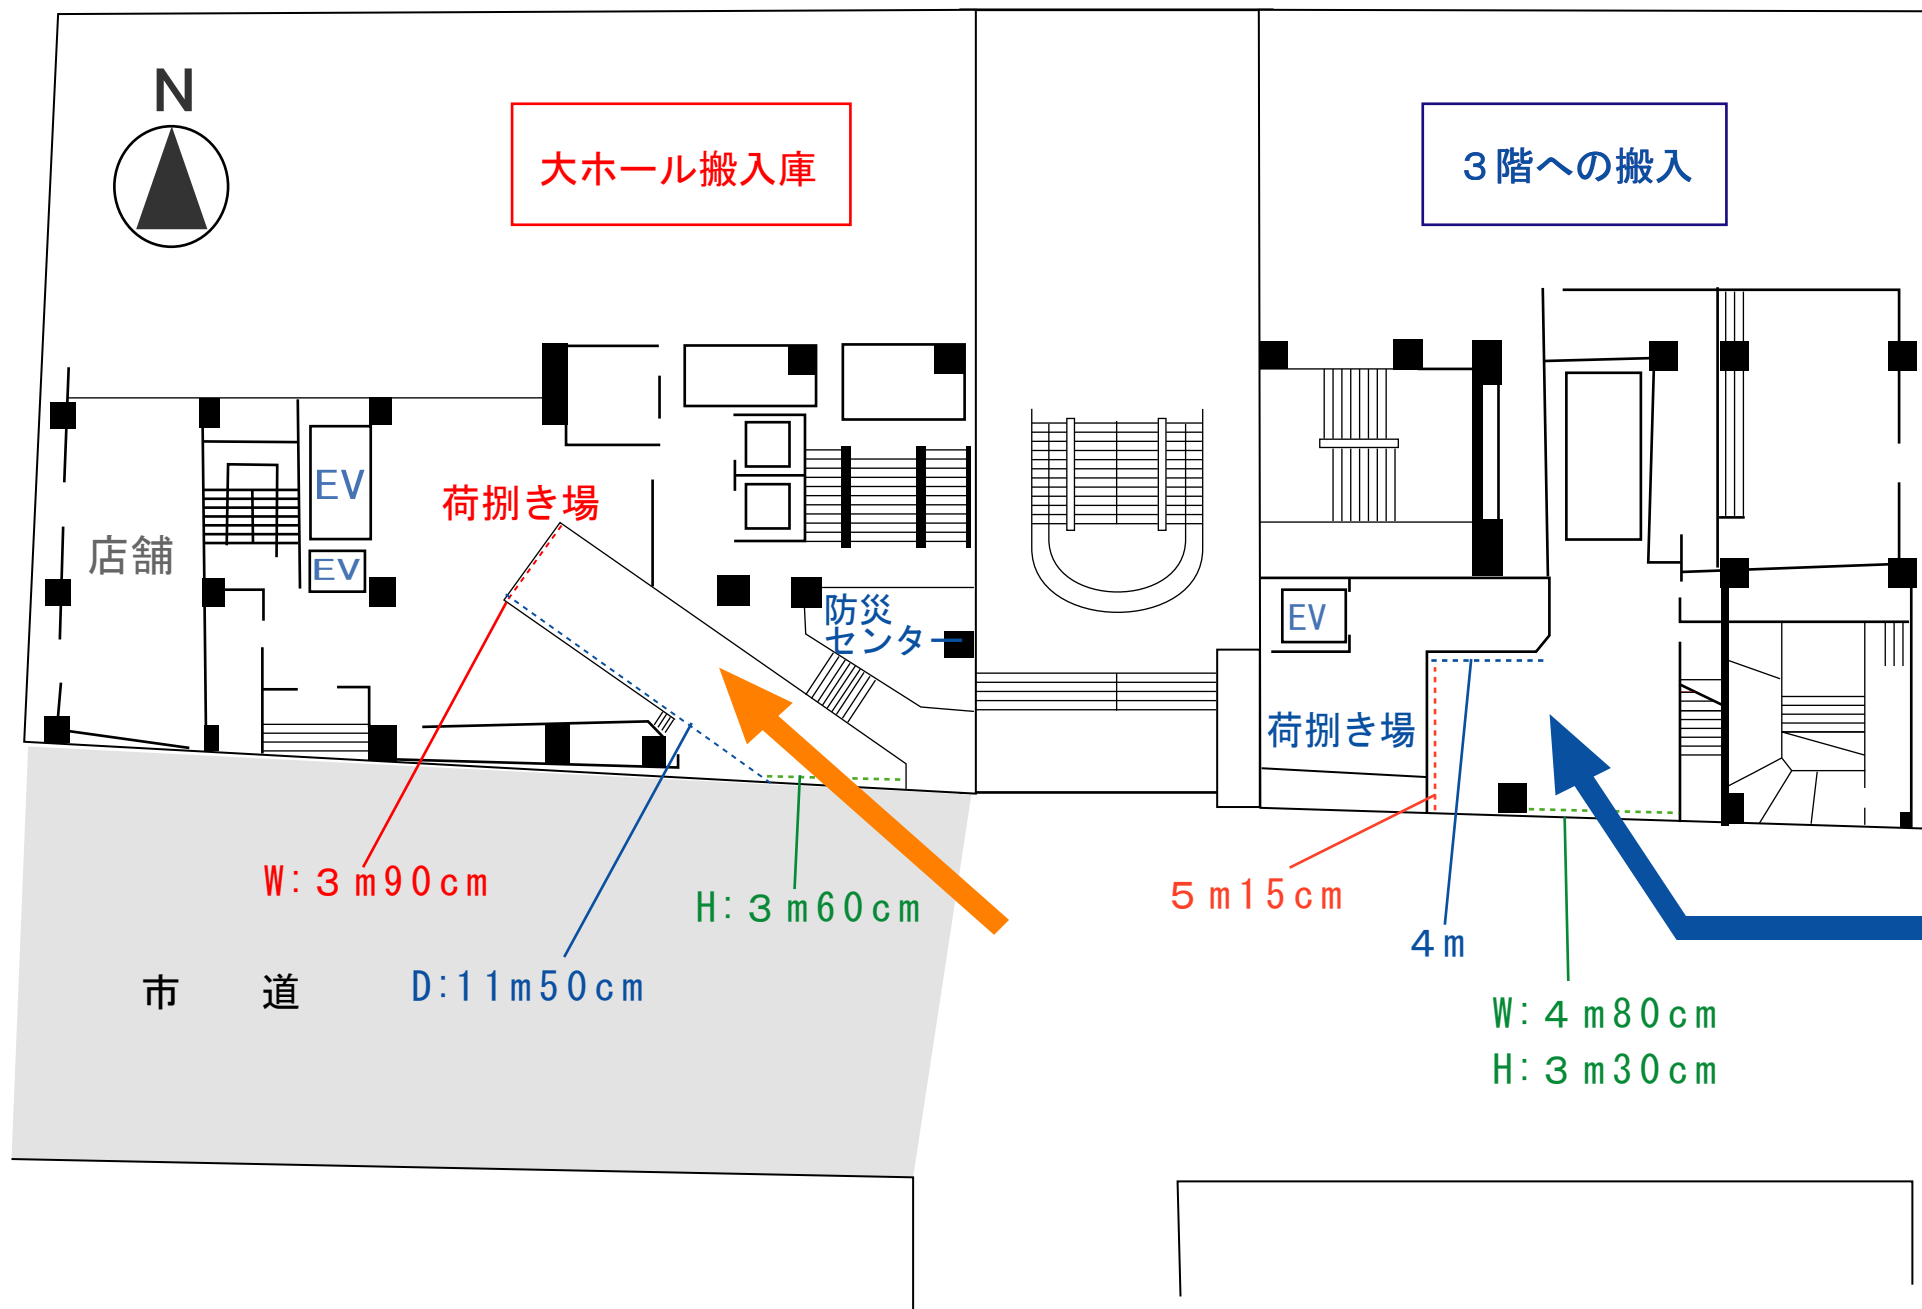 N
大ホール搬入庫
3階への搬入
EV
荷捌き場
店舗
EV
防災
センター
EV
荷捌き場
W:3m90cm
H:3m60cm
5m15cm
4m
D:11m50cm
市 道
W:4m80cm
H:3m30cm